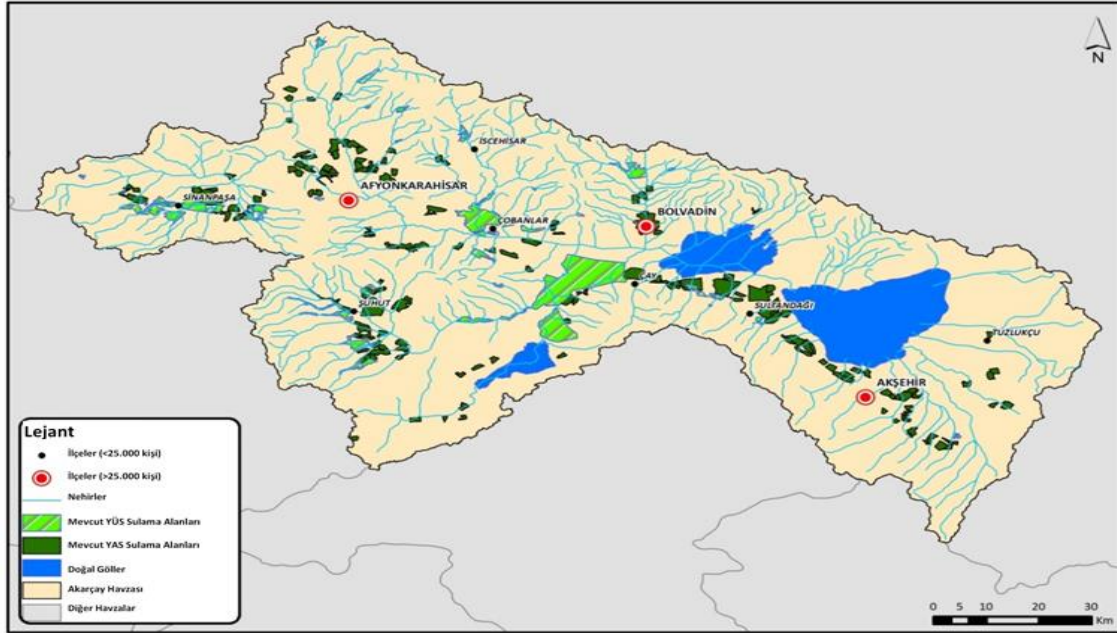 N
İSCEHİSAR
AFYONKARAHİSAR
SİNANPAŞA
ÇOBANLAR
BOLVADİN
ÇAY
ŞUHUT
SULTANDAĞI
TUZLUKÇU
AKŞEHİR
Lejant
İlçeler (<25.000 kişi)
İlçeler (>25.000 kişi)
Nehirler
Mevcut YÜS Sulama Alanları
Mevcut YAS Sulama Alanları
Doğal Göller
Akarçay Havzası
Diğer Havzalar
0 5 10 20 30
Km